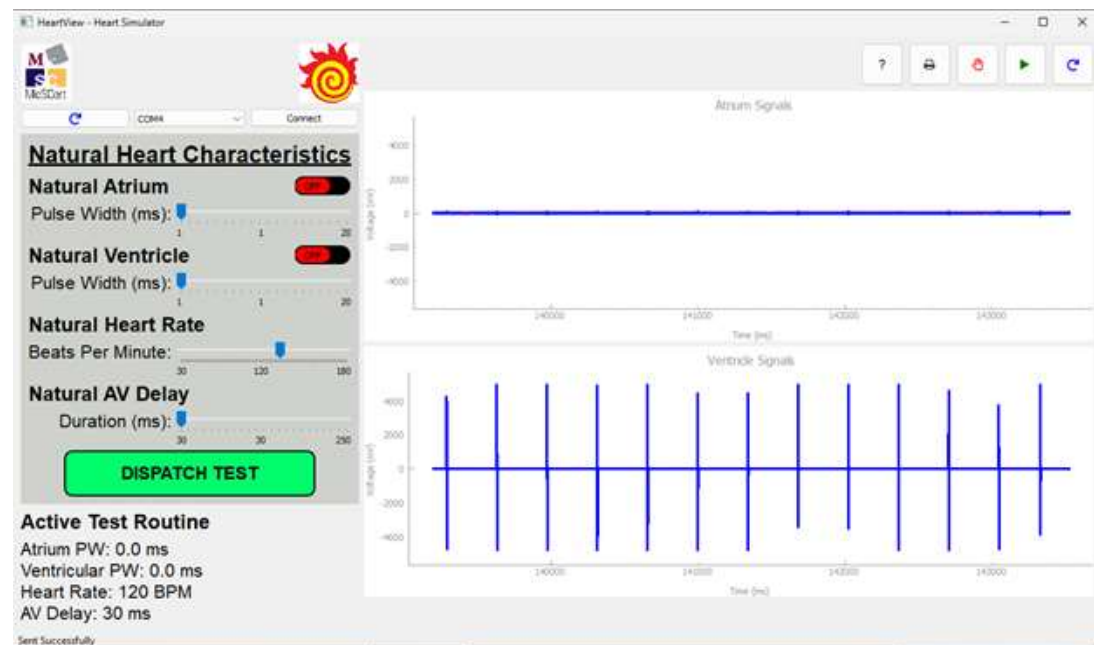 HeartView - Heart Simulator
M
S C
McSCert
COM4
Connect
?
Natural Heart Characteristics
Natural Atrium
OFF
Pulse Width (ms):
1 1 20
Natural Ventricle
OFF
Pulse Width (ms):
1 1 20
Natural Heart Rate
Beats Per Minute:
30 120 180
Natural AV Delay
Duration (ms):
30 30 250
DISPATCH TEST
Active Test Routine
Atrium PW: 0.0 ms
Ventricular PW: 0.0 ms
Heart Rate: 120 BPM
AV Delay: 30 ms
Sent Successfully
Atrium Signals
Voltage (mV)
4000
2000
0
-2000
-4000
140000 141000 142000 143000
Time (ms)
Ventricle Signals
Voltage (mV)
4000
2000
0
-2000
-4000
140000 141000 142000 143000
Time (ms)